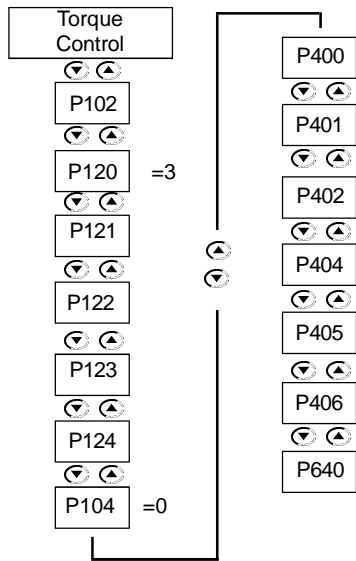 Torque
Control
P102
P120 =3
P121
P122
P123
P124
P104 =0
P400
P401
P402
P404
P405
P406
P640